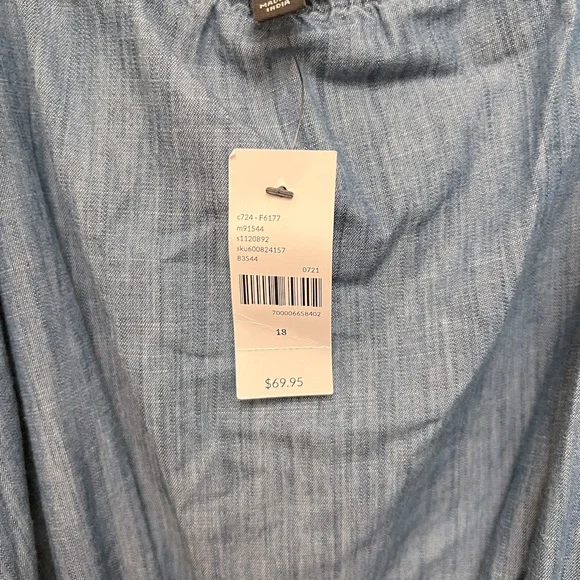 MADE IN
INDIA
c724 - F6177
m91544
s1120892
sku600824157
83544
0721
700006658402
18
$69.95